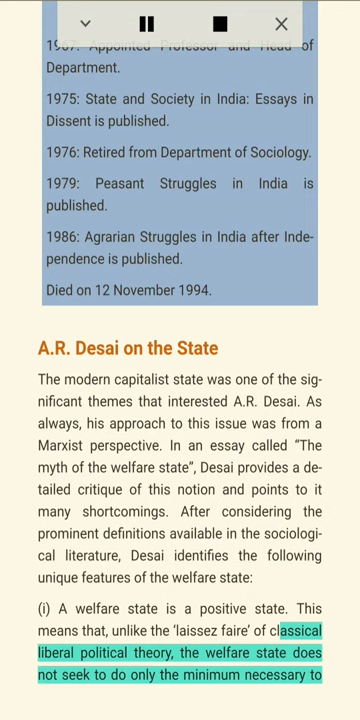 1967: Appointed Professor and Head of
Department.
1975: State and Society in India: Essays in
Dissent is published.
1976: Retired from Department of Sociology.
1979: Peasant Struggles in India is
published.
1986: Agrarian Struggles in India after Inde-
pendence is published.
Died on 12 November 1994.
A.R. Desai on the State
The modern capitalist state was one of the sig-
nificant themes that interested A.R. Desai. As
always, his approach to this issue was from a
Marxist perspective. In an essay called “The
myth of the welfare state”, Desai provides a de-
tailed critique of this notion and points to it
many shortcomings. After considering the
prominent definitions available in the sociologi-
cal literature, Desai identifies the following
unique features of the welfare state:
(i) A welfare state is a positive state. This
means that, unlike the ‘laissez faire’ of classical
liberal political theory, the welfare state does
not seek to do only the minimum necessary to